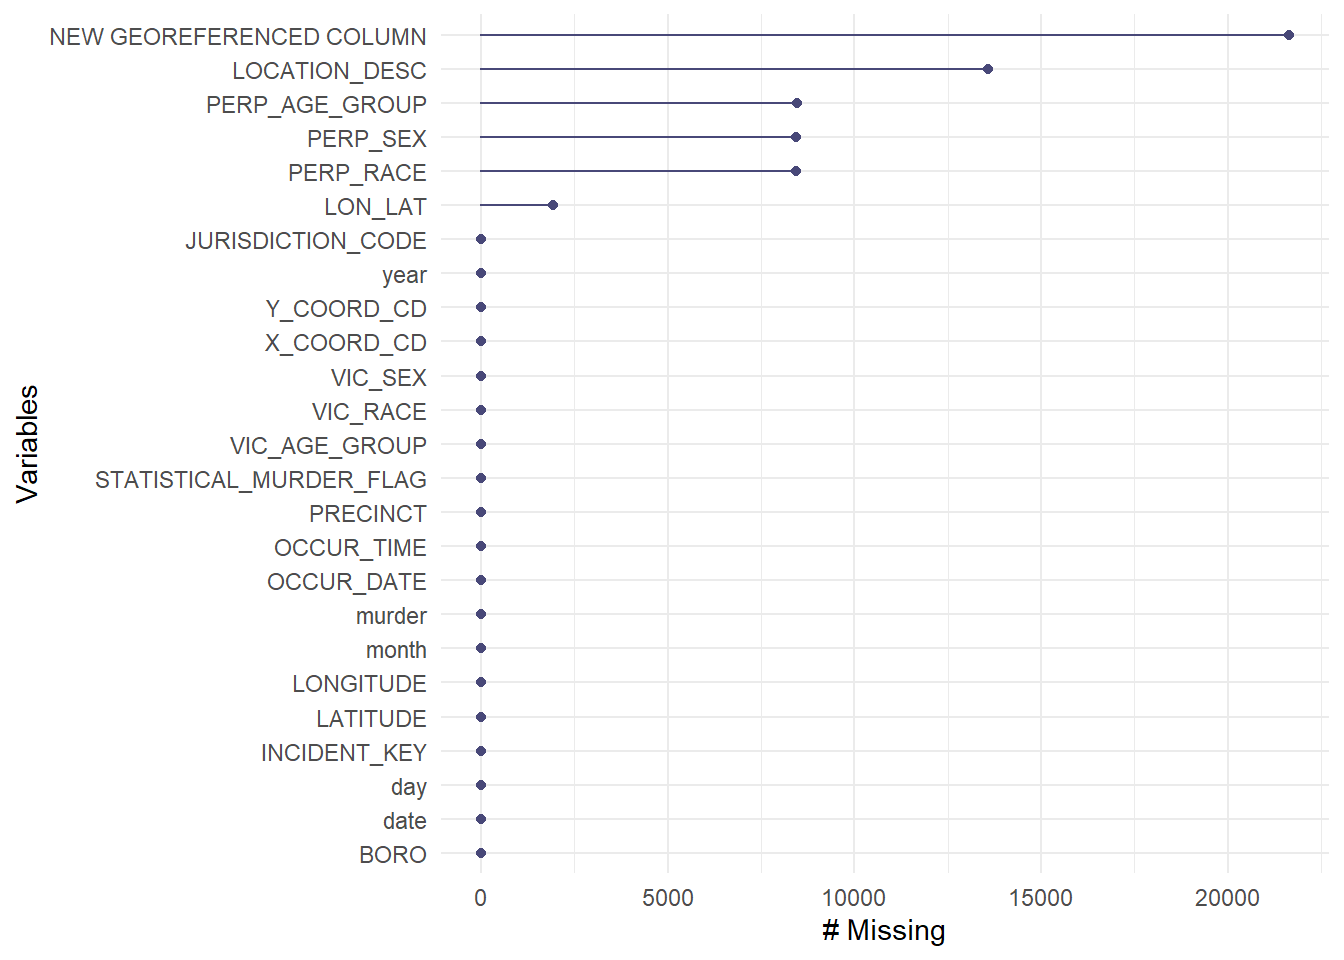 NEW GEOREFERENCED COLUMN
LOCATION_DESC
PERP_AGE_GROUP
PERP_SEX
PERP_RACE
LON_LAT
JURISDICTION_CODE
year
Y_COORD_CD
X_COORD_CD
VIC_SEX
VIC_RACE
VIC_AGE_GROUP
STATISTICAL_MURDER_FLAG
PRECINCT
OCCUR_TIME
OCCUR_DATE
murder
month
LONGITUDE
LATITUDE
INCIDENT_KEY
day
date
BORO
Variables
0 5000 10000 15000 20000
# Missing